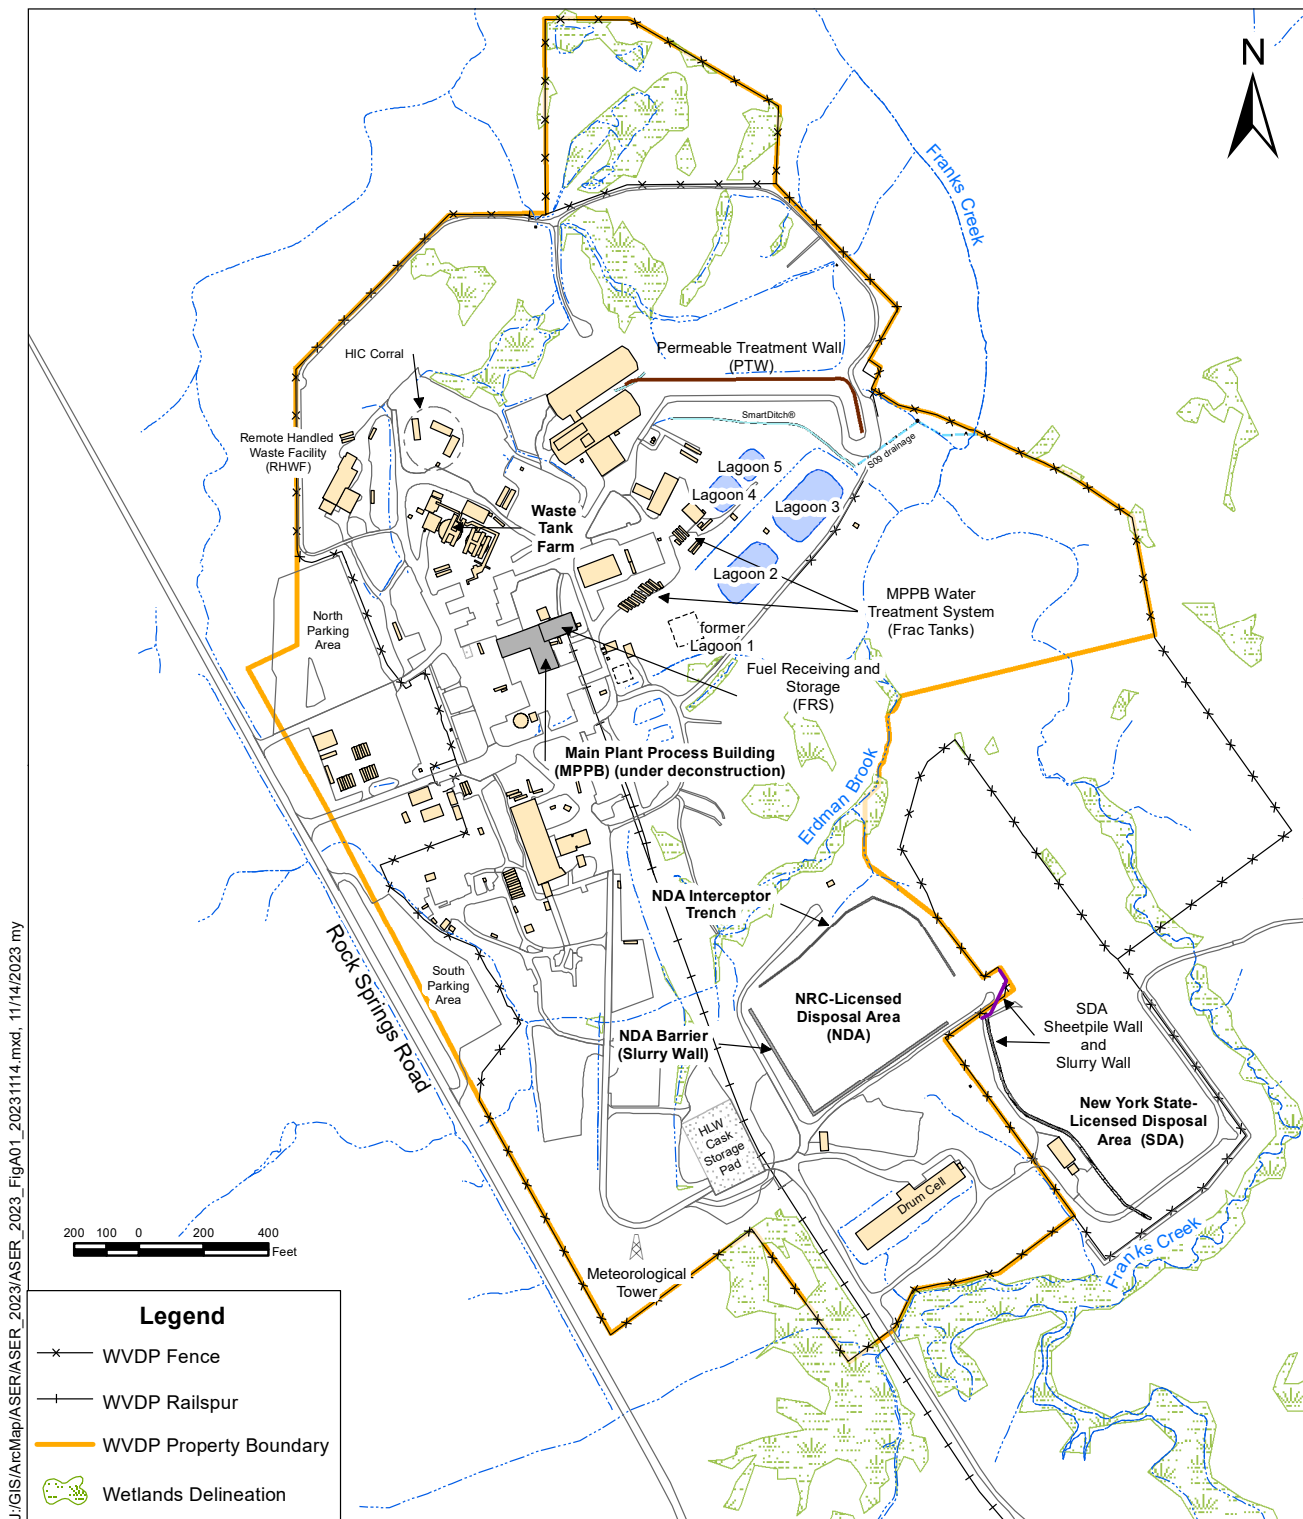 N
Franks Creek
HIC Corral
Permeable Treatment Wall
(PTW)
SmartDitch®
S09 drainage
Remote Handled
Waste Facility
(RHWF)
Lagoon 5
Lagoon 4
Lagoon 3
Waste
Tank
Farm
Lagoon 2
MPPB Water
Treatment System
(Frac Tanks)
North
Parking
Area
former
Lagoon 1
Fuel Receiving and
Storage
(FRS)
Main Plant Process Building
(MPPB) (under deconstruction)
Erdman Brook
NDA Interceptor
Trench
Rock Springs Road
South
Parking
Area
NRC-Licensed
Disposal Area
(NDA)
SDA
Sheetpile Wall
and
Slurry Wall
NDA Barrier
(Slurry Wall)
New York State-
Licensed Disposal
Area (SDA)
HLW
Cask
Storage
Pad
Drum Cell
Franks Creek
200 100 0 200 400
Feet
Meteorological
Tower
Legend
WVDP Fence
WVDP Railspur
WVDP Property Boundary
Wetlands Delineation
J:/GIS/ArcMap/ASER/ASER_2023/ASER_2023_FigA01_20231114.mxd, 11/14/2023 my